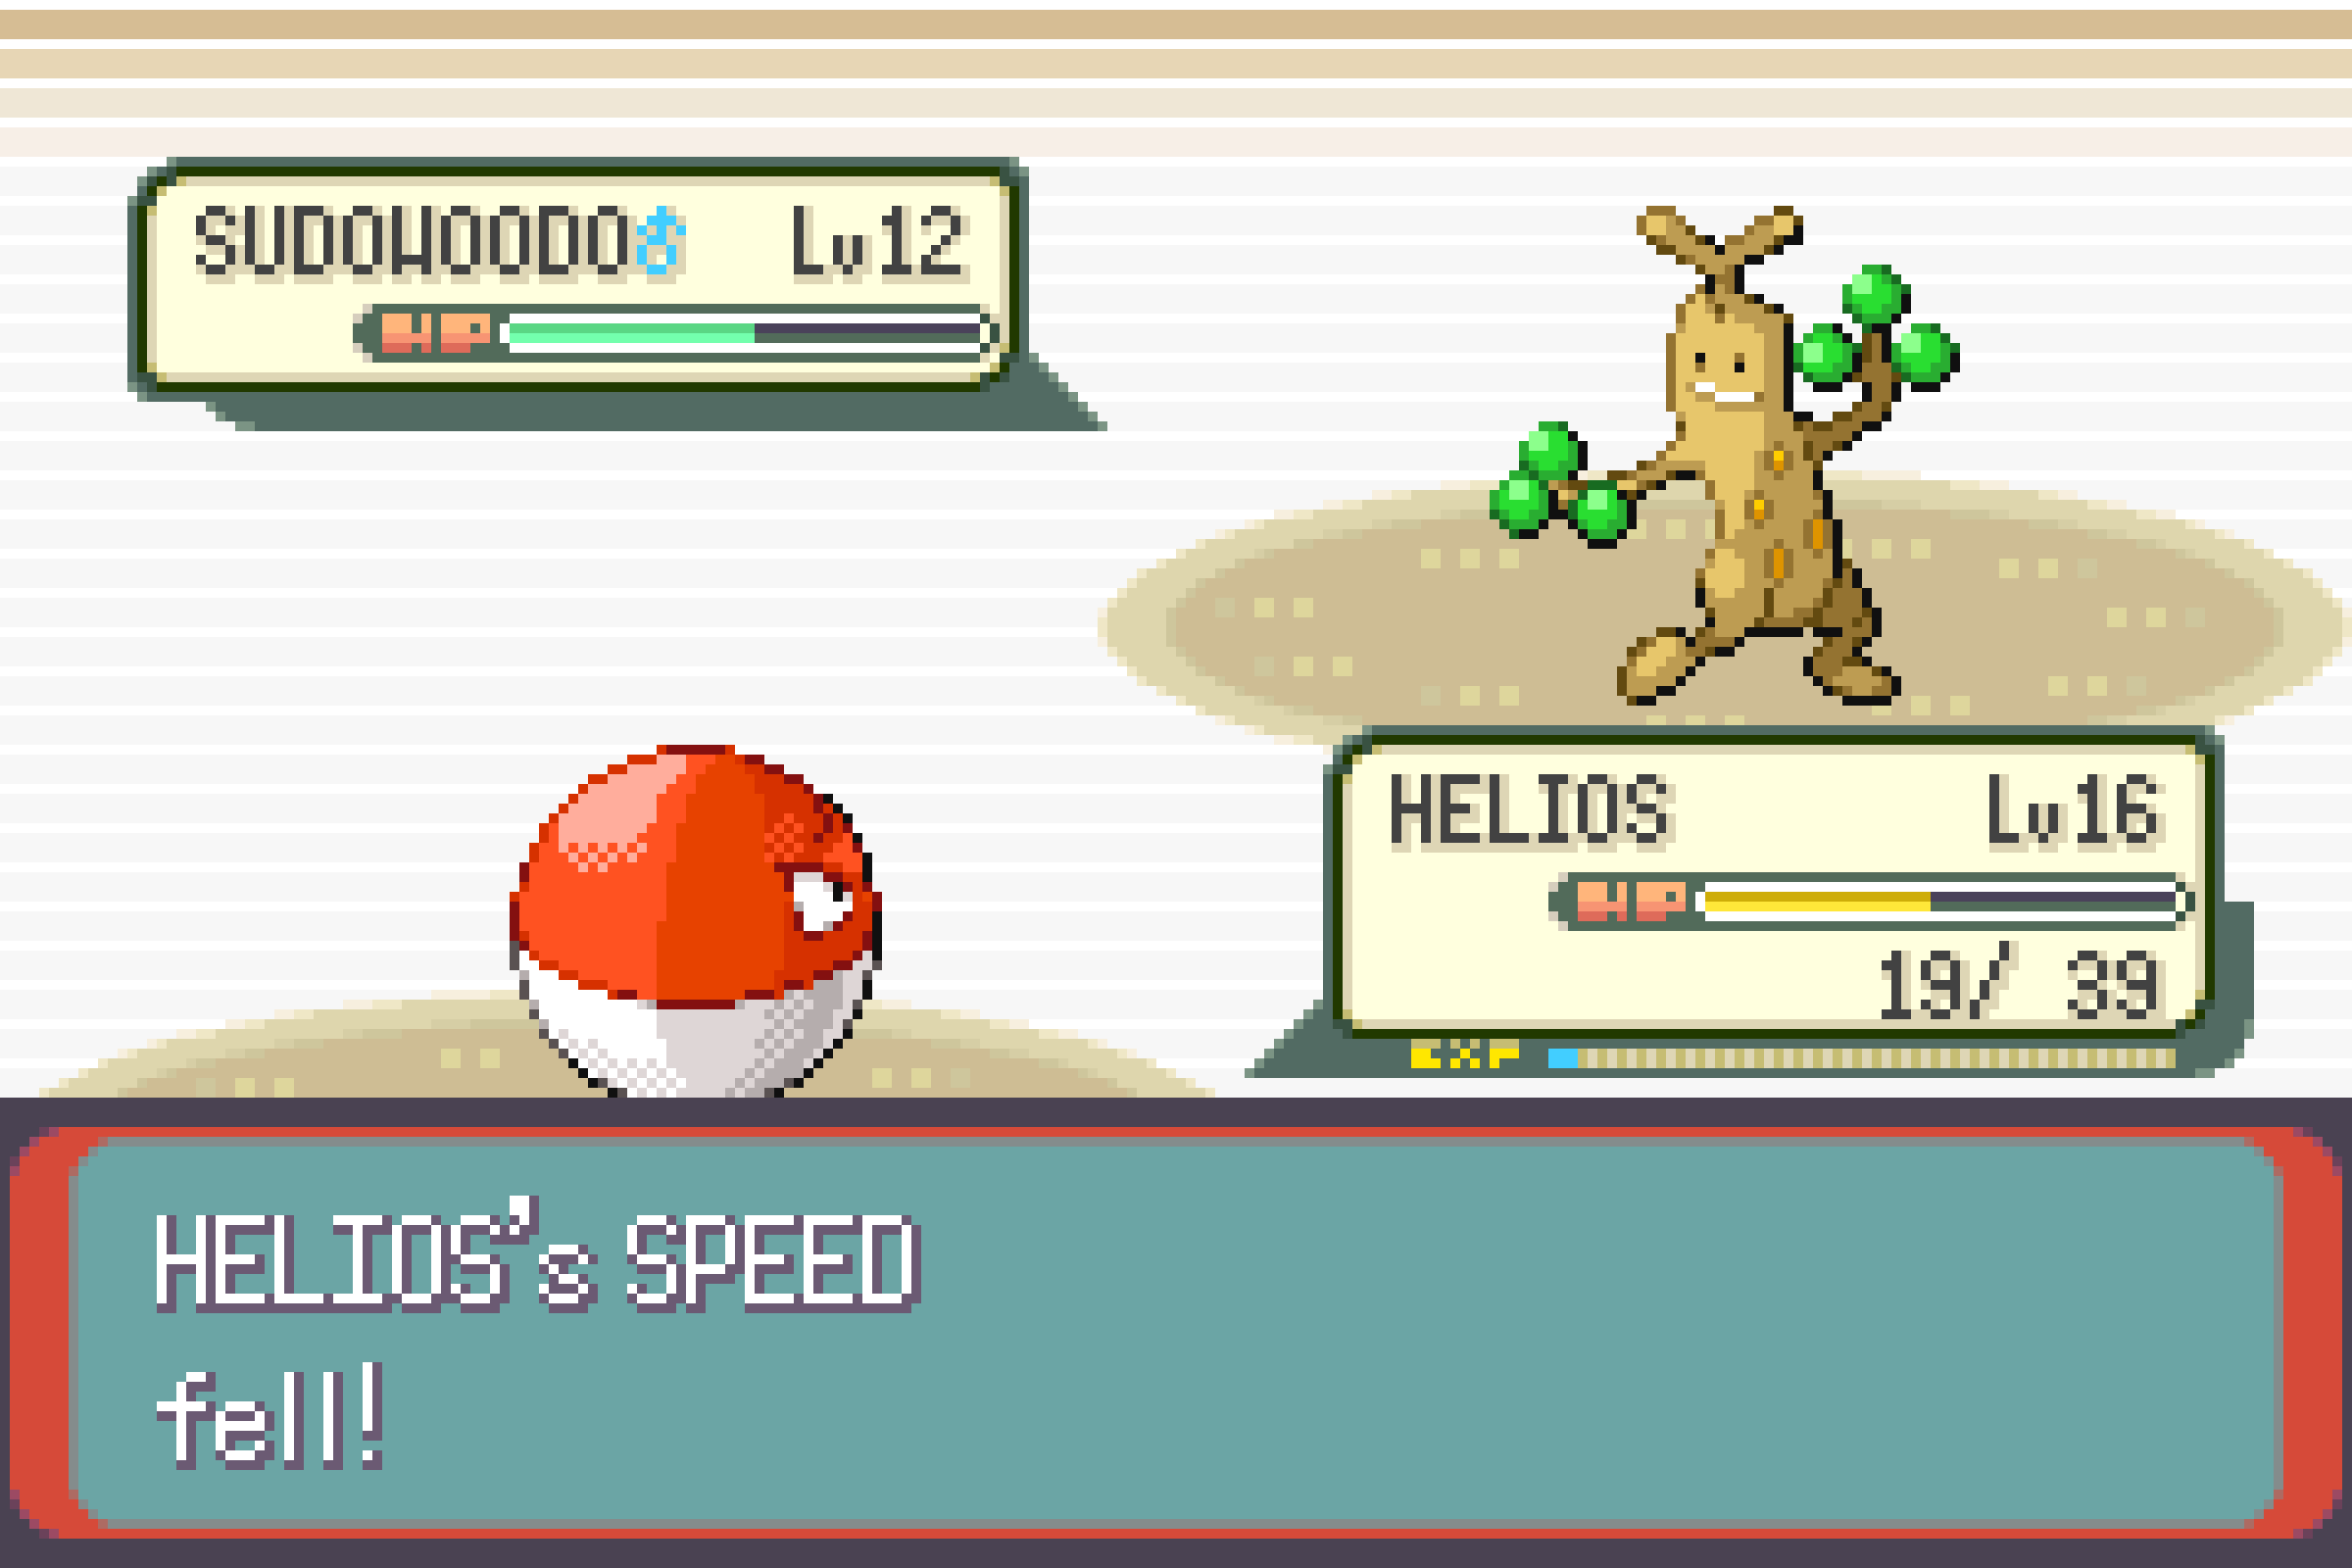 SUDOWOODO♂ Lv12
HP
HELIOS Lv16
HP
19/ 39
EXP
HELIOS's SPEED
fell!